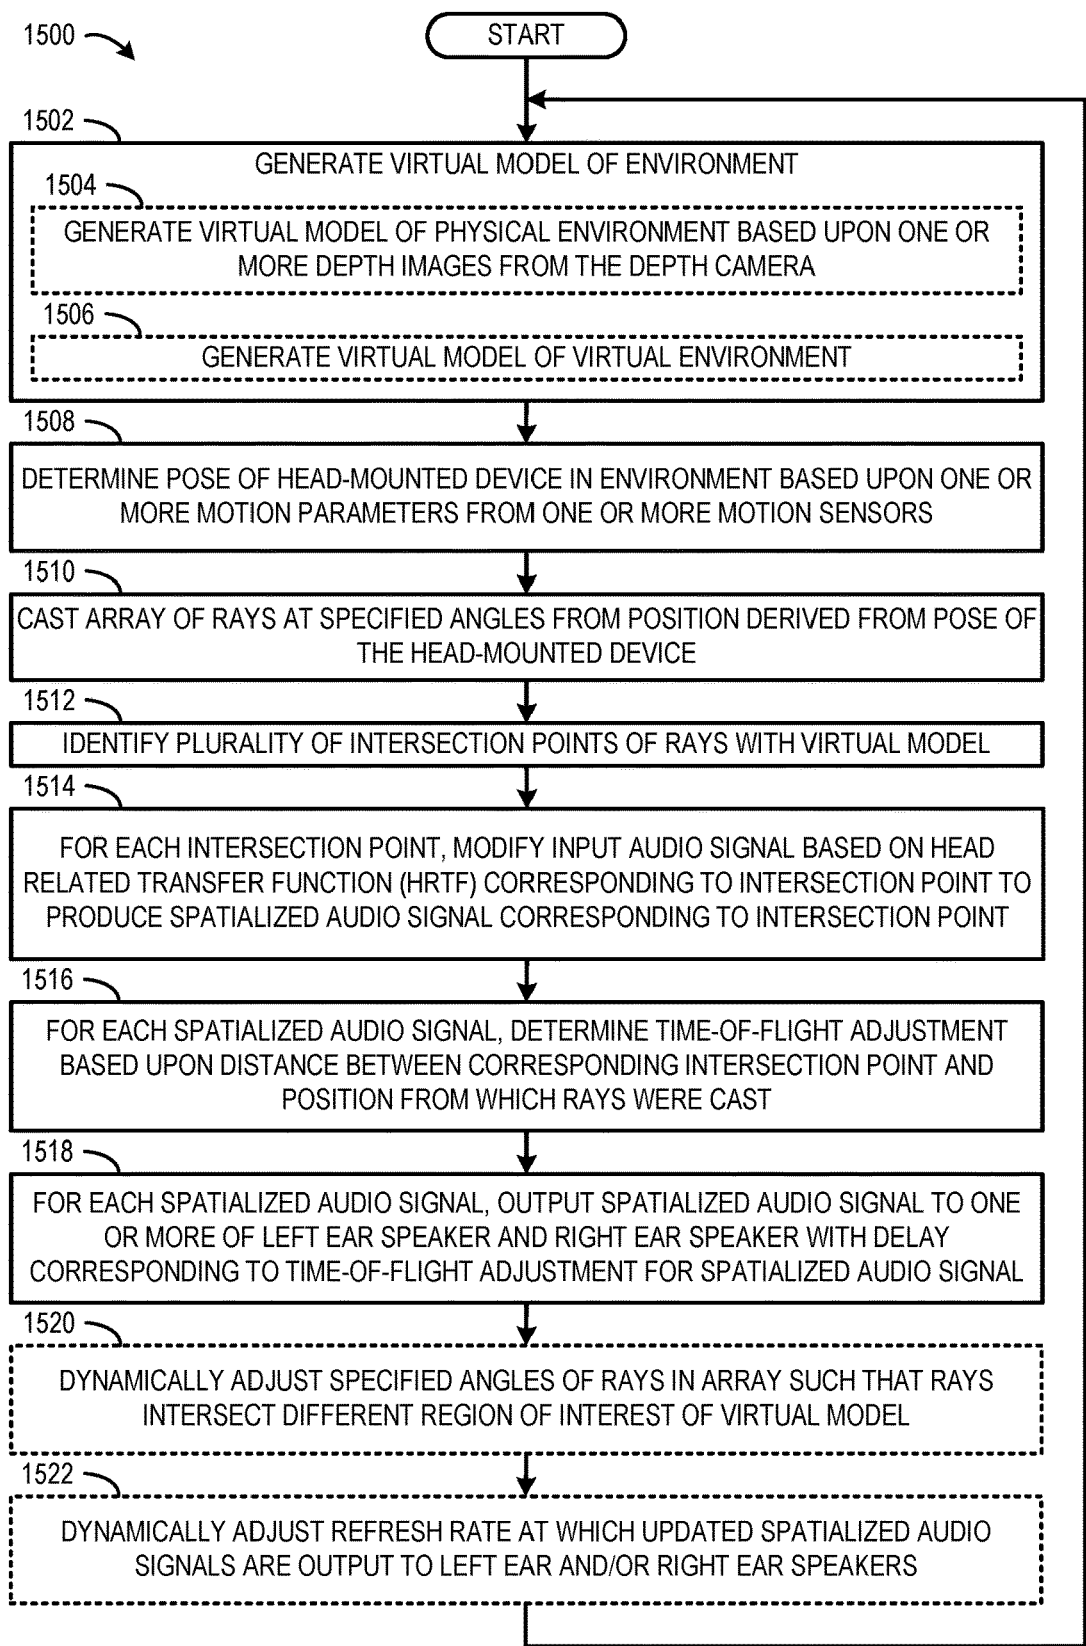 1500
START
1502
GENERATE VIRTUAL MODEL OF ENVIRONMENT
1504
GENERATE VIRTUAL MODEL OF PHYSICAL ENVIRONMENT BASED UPON ONE OR
MORE DEPTH IMAGES FROM THE DEPTH CAMERA
1506
GENERATE VIRTUAL MODEL OF VIRTUAL ENVIRONMENT
1508
DETERMINE POSE OF HEAD-MOUNTED DEVICE IN ENVIRONMENT BASED UPON ONE OR
MORE MOTION PARAMETERS FROM ONE OR MORE MOTION SENSORS
1510
CAST ARRAY OF RAYS AT SPECIFIED ANGLES FROM POSITION DERIVED FROM POSE OF
THE HEAD-MOUNTED DEVICE
1512
IDENTIFY PLURALITY OF INTERSECTION POINTS OF RAYS WITH VIRTUAL MODEL
1514
FOR EACH INTERSECTION POINT, MODIFY INPUT AUDIO SIGNAL BASED ON HEAD
RELATED TRANSFER FUNCTION (HRTF) CORRESPONDING TO INTERSECTION POINT TO
PRODUCE SPATIALIZED AUDIO SIGNAL CORRESPONDING TO INTERSECTION POINT
1516
FOR EACH SPATIALIZED AUDIO SIGNAL, DETERMINE TIME-OF-FLIGHT ADJUSTMENT
BASED UPON DISTANCE BETWEEN CORRESPONDING INTERSECTION POINT AND
POSITION FROM WHICH RAYS WERE CAST
1518
FOR EACH SPATIALIZED AUDIO SIGNAL, OUTPUT SPATIALIZED AUDIO SIGNAL TO ONE
OR MORE OF LEFT EAR SPEAKER AND RIGHT EAR SPEAKER WITH DELAY
CORRESPONDING TO TIME-OF-FLIGHT ADJUSTMENT FOR SPATIALIZED AUDIO SIGNAL
1520
DYNAMICALLY ADJUST SPECIFIED ANGLES OF RAYS IN ARRAY SUCH THAT RAYS
INTERSECT DIFFERENT REGION OF INTEREST OF VIRTUAL MODEL
1522
DYNAMICALLY ADJUST REFRESH RATE AT WHICH UPDATED SPATIALIZED AUDIO
SIGNALS ARE OUTPUT TO LEFT EAR AND/OR RIGHT EAR SPEAKERS